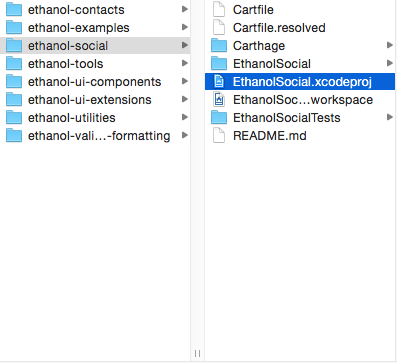 ethanol-contacts
ethanol-examples
ethanol-social
ethanol-tools
ethanol-ui-components
ethanol-ui-extensions
ethanol-utilities
ethanol-vali...-formatting
Cartfile
Cartfile.resolved
Carthage
EthanolSocial
EthanolSocial.xcodeproj
EthanolSoc...workspace
EthanolSocialTests
README.md